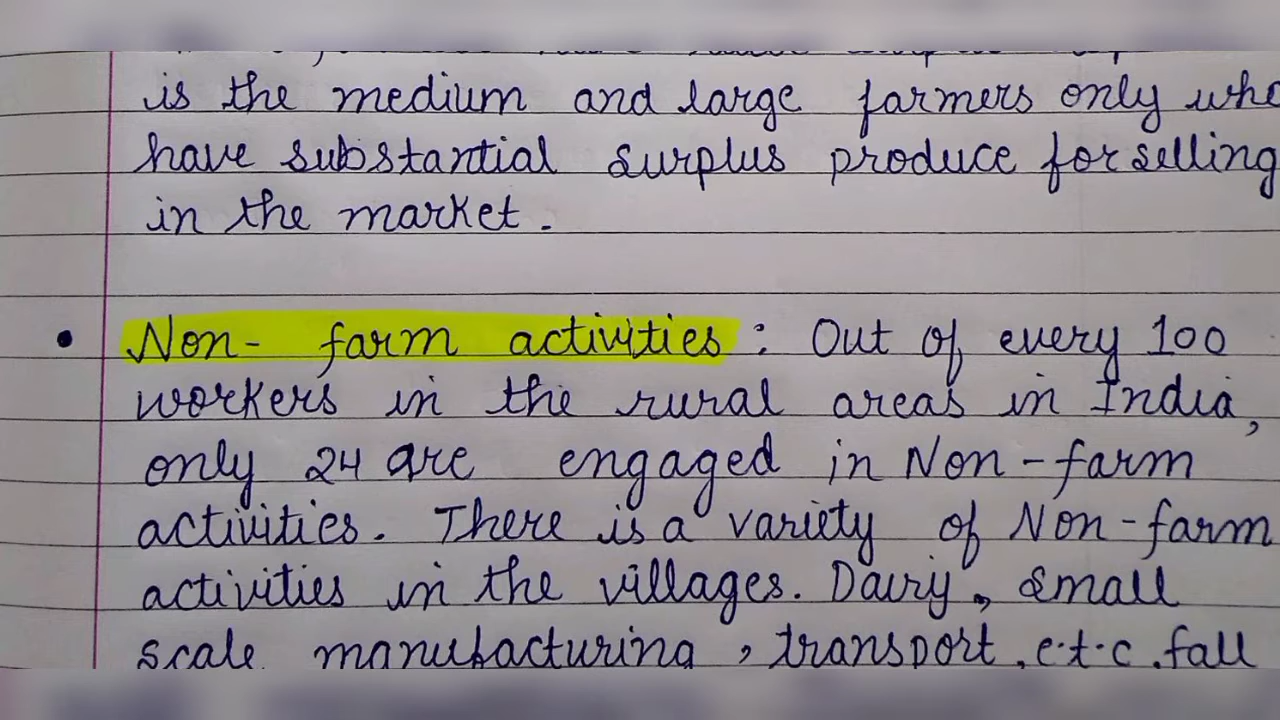 is the medium and large farmers only who
have substantial surplus produce for selling
in the market.
• Non- farm activities : Out of every 100
workers in the rural areas in India,
only 24 are engaged in Non-farm
activities. There is a variety of Non-farm
activities in the villages. Dairy, small
scale manufacturing, transport, e.t.c. fall